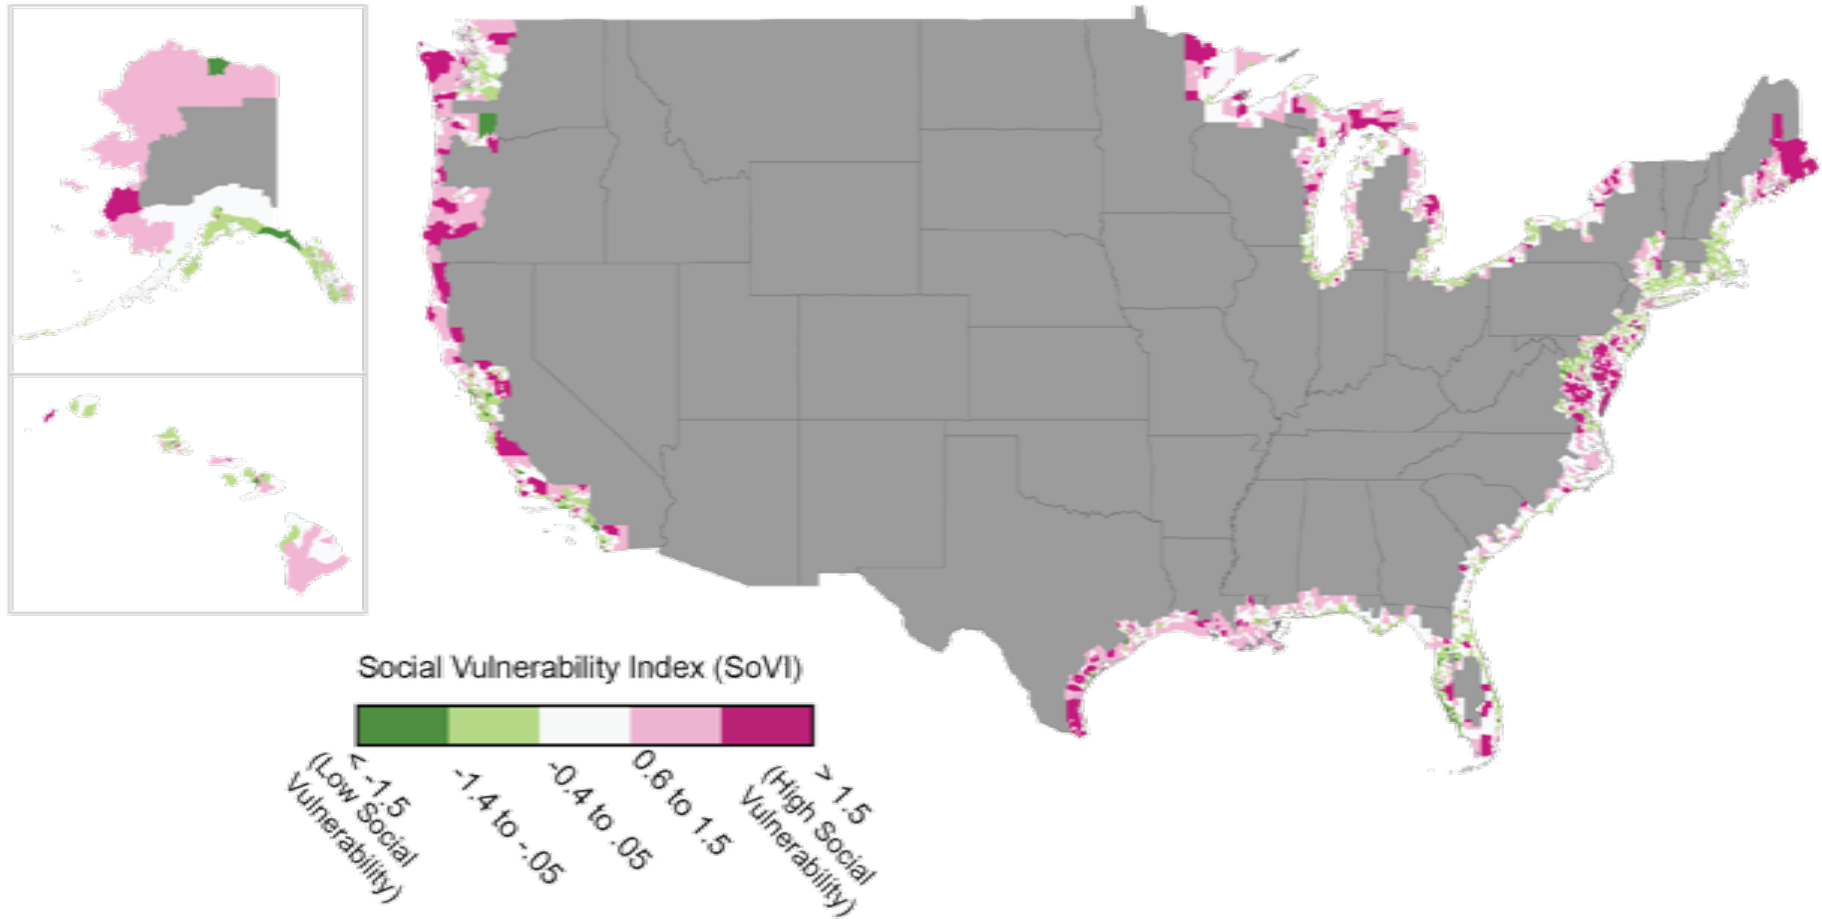 Social Vulnerability Index (SoVI)
< -1.5
(Low Social
Vulnerability)
-1.4 to -.05
-0.4 to .05
0.6 to 1.5
> 1.5
(High Social
Vulnerability)